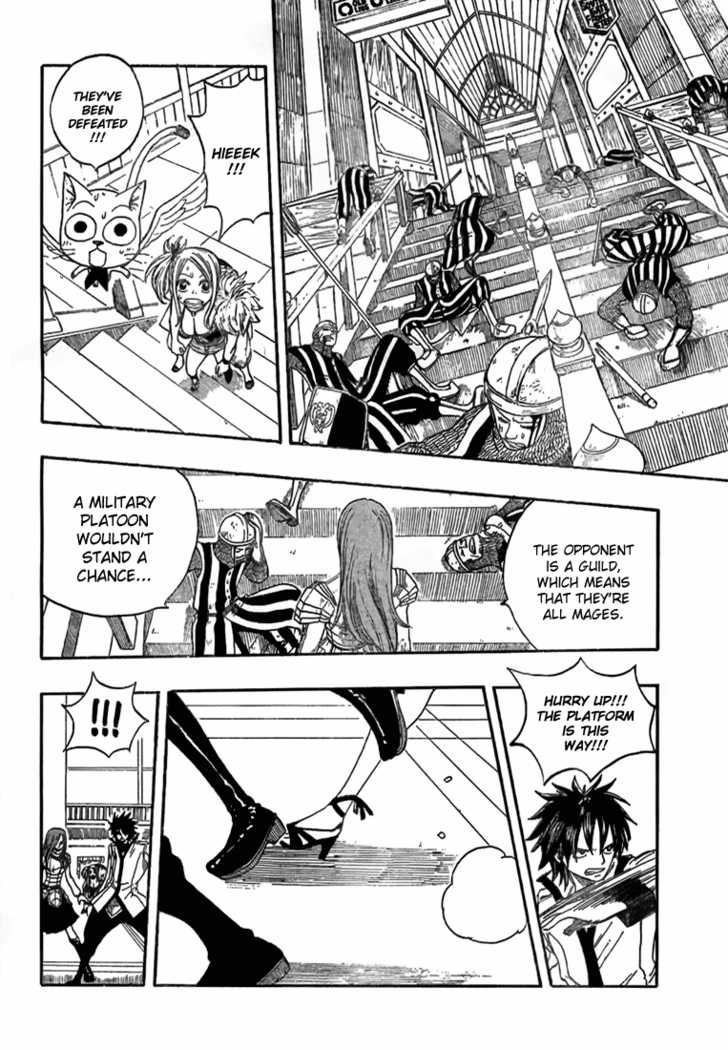 HIEEEK
!!!
THEY'VE
BEEN
DEFEATED
!!!
THE OPPONENT
IS A GUILD,
WHICH MEANS
THAT THEY'RE
ALL MAGES.
A MILITARY
PLATOON
WOULDN'T
STAND A
CHANCE...
HURRY UP!!!
THE PLATFORM
IS THIS
WAY!!!
!!!